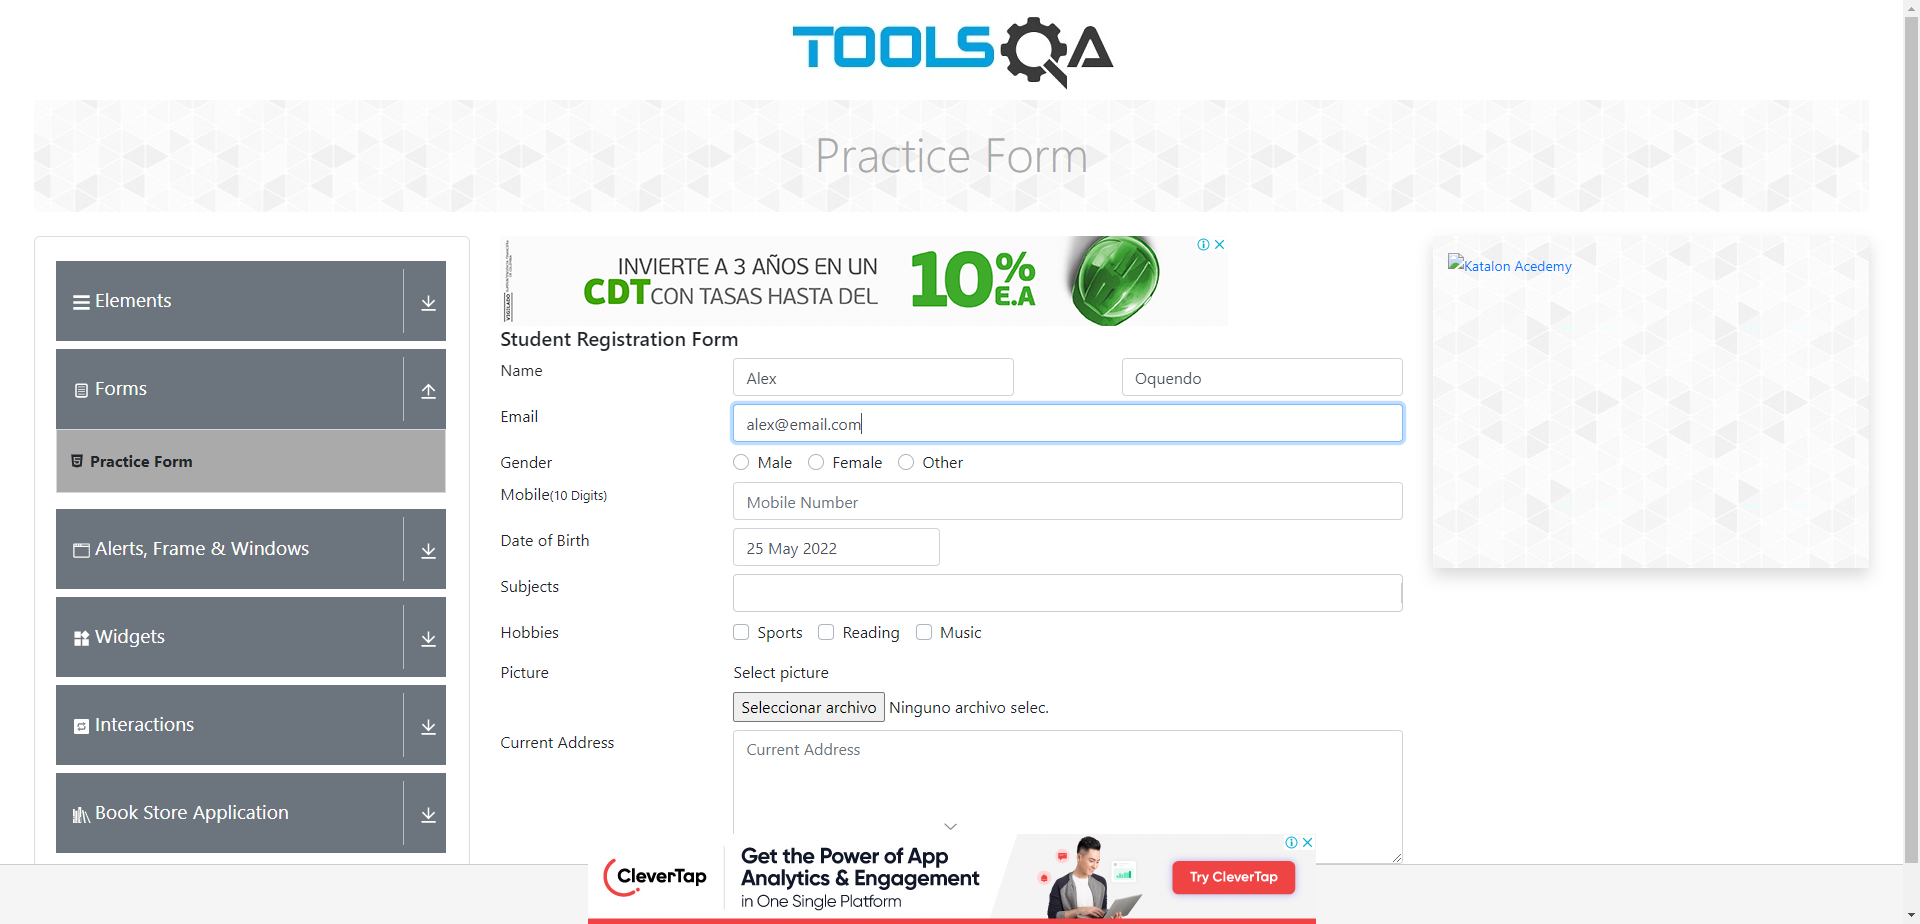 TOOLSQA
Practice Form
Elements
Forms
Practice Form
Alerts, Frame & Windows
Widgets
Interactions
Book Store Application
VIGILADO
INVIERTE A 3 AÑOS EN UN
CDT CON TASAS HASTA DEL
10% E.A
Student Registration Form
Name
Alex
Oquendo
Email
alex@email.com
Gender
Male
Female
Other
Mobile(10 Digits)
Mobile Number
Date of Birth
25 May 2022
Subjects
Hobbies
Sports
Reading
Music
Picture
Select picture
Seleccionar archivo
Ninguno archivo selec.
Current Address
Current Address
Katalon Acedemy
CleverTap
Get the Power of App
Analytics & Engagement
in One Single Platform
Try CleverTap